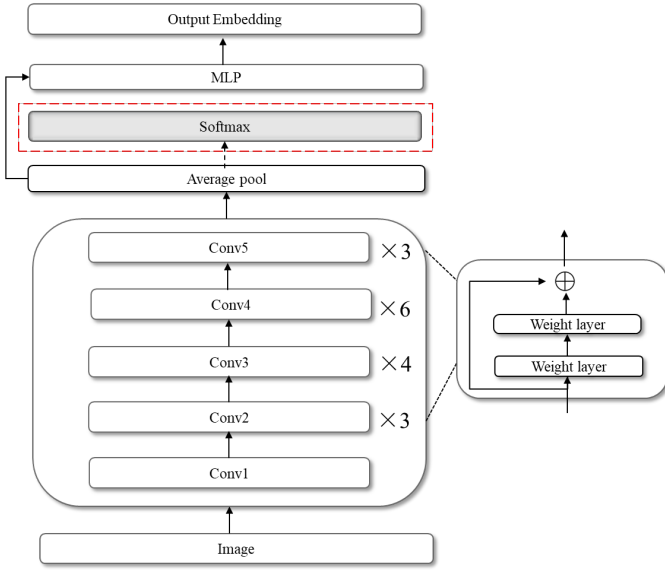 Output Embedding
MLP
Softmax
Average pool
Conv5 ×3
Conv4 ×6
Conv3 ×4
Conv2 ×3
Conv1
Image
Weight layer
Weight layer